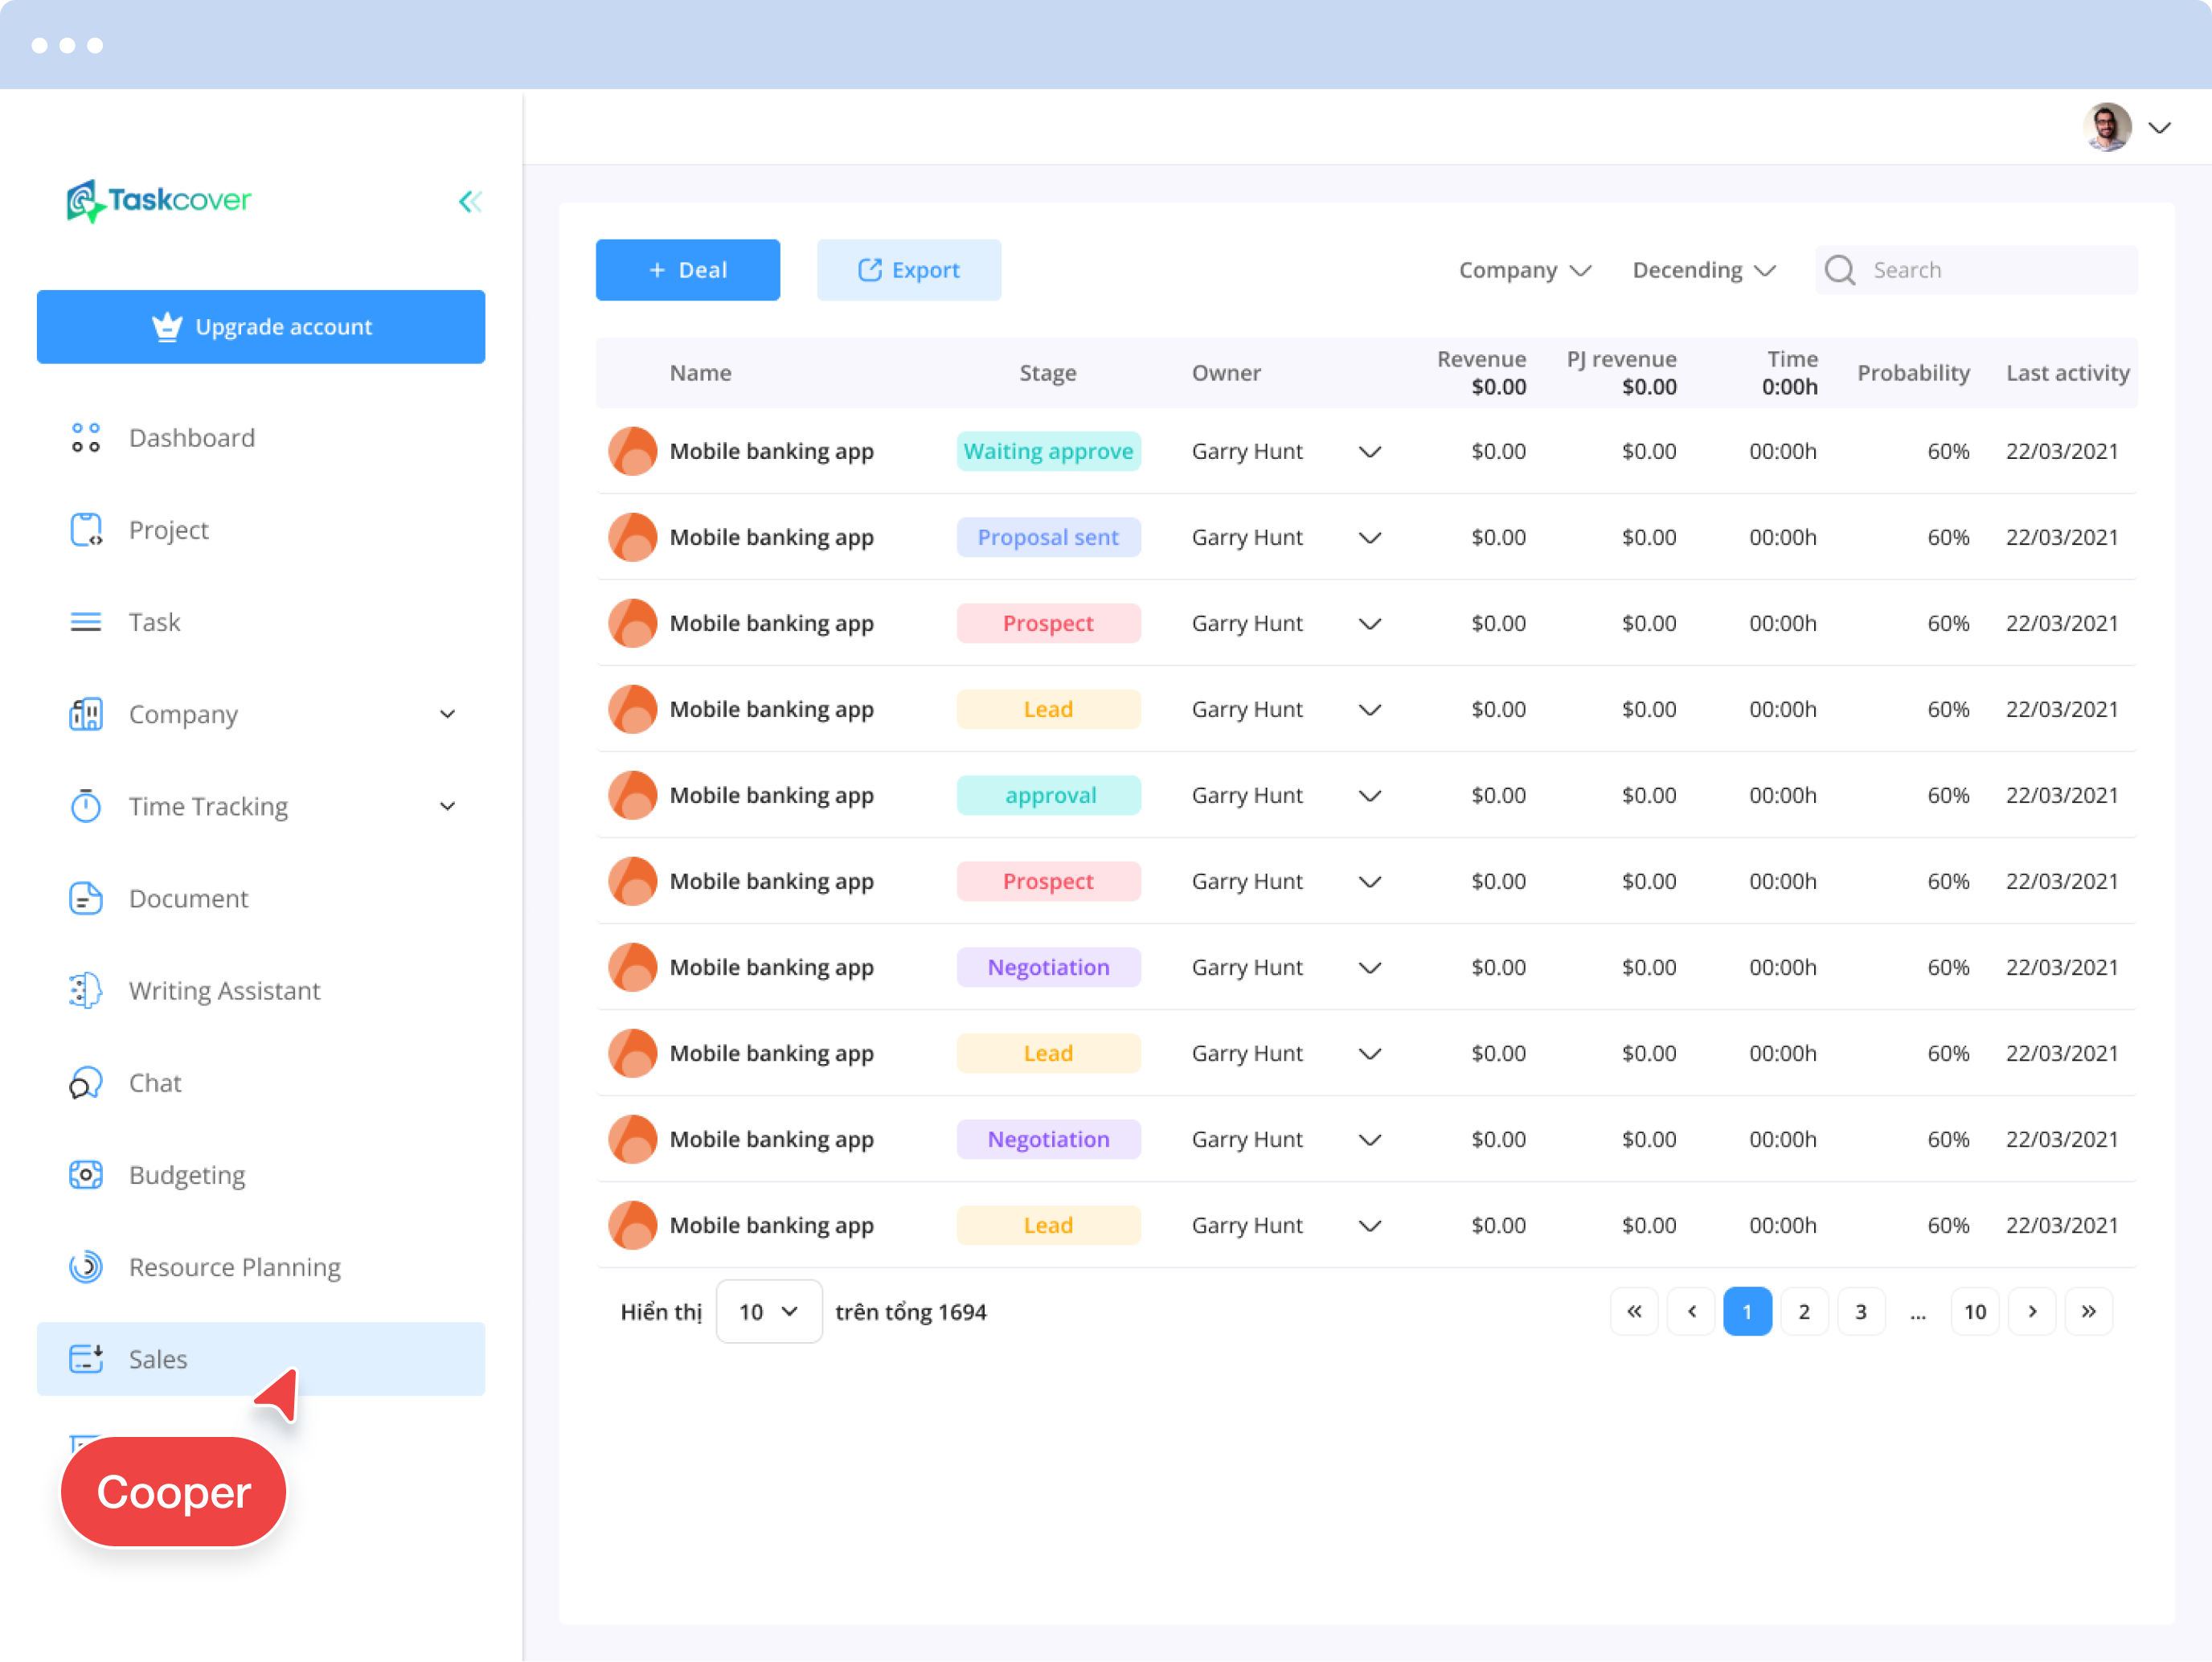 Taskcover
Upgrade account
Dashboard
Project
Task
Company
Time Tracking
Document
Writing Assistant
Chat
Budgeting
Resource Planning
Sales
Cooper
+ Deal
Export
Company
Decending
Search
Name Stage Owner Revenue PJ revenue Time Probability Last activity
$0.00 $0.00 0:00h
Mobile banking app Waiting approve Garry Hunt $0.00 $0.00 00:00h 60% 22/03/2021
Mobile banking app Proposal sent Garry Hunt $0.00 $0.00 00:00h 60% 22/03/2021
Mobile banking app Prospect Garry Hunt $0.00 $0.00 00:00h 60% 22/03/2021
Mobile banking app Lead Garry Hunt $0.00 $0.00 00:00h 60% 22/03/2021
Mobile banking app approval Garry Hunt $0.00 $0.00 00:00h 60% 22/03/2021
Mobile banking app Prospect Garry Hunt $0.00 $0.00 00:00h 60% 22/03/2021
Mobile banking app Negotiation Garry Hunt $0.00 $0.00 00:00h 60% 22/03/2021
Mobile banking app Lead Garry Hunt $0.00 $0.00 00:00h 60% 22/03/2021
Mobile banking app Negotiation Garry Hunt $0.00 $0.00 00:00h 60% 22/03/2021
Mobile banking app Lead Garry Hunt $0.00 $0.00 00:00h 60% 22/03/2021
Hiển thị 10 trên tổng 1694
« ‹ 1 2 3 ... 10 › »